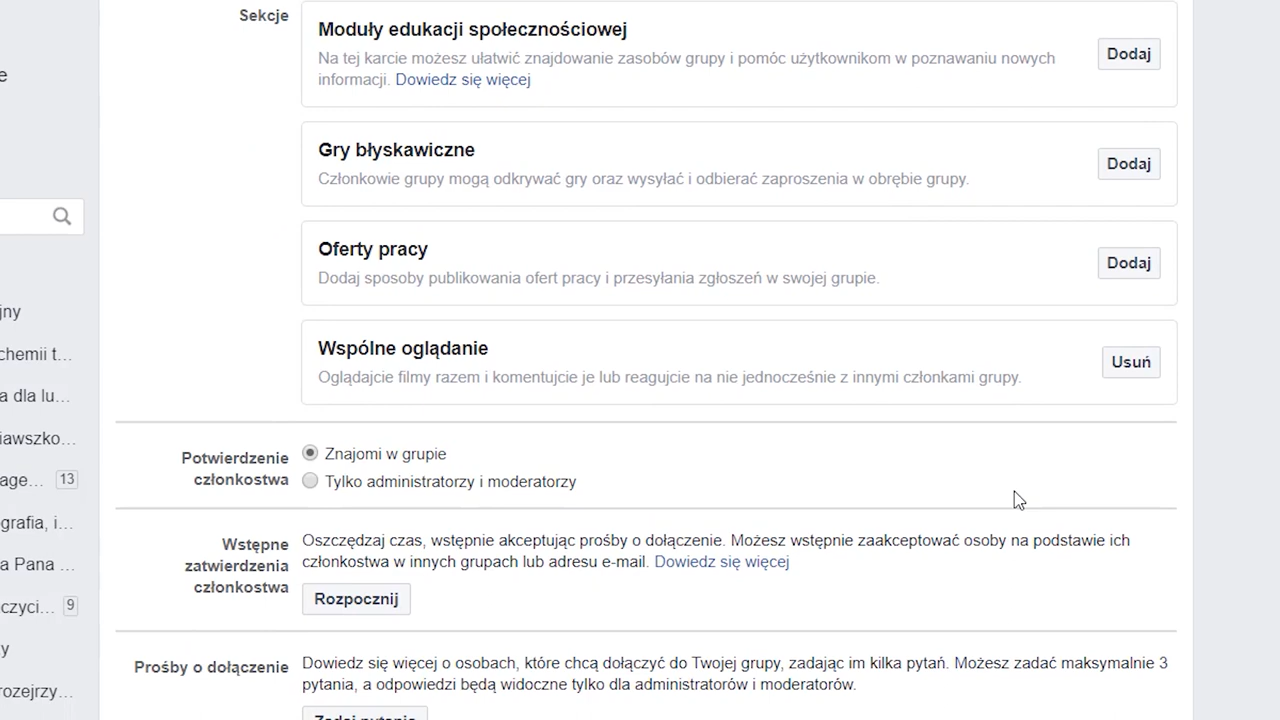 Sekcje
Moduły edukacji społecznościowej
Na tej karcie możesz ułatwić znajdowanie zasobów grupy i pomóc użytkownikom w poznawaniu nowych
informacji. Dowiedz się więcej
Dodaj
Gry błyskawiczne
Członkowie grupy mogą odkrywać gry oraz wysyłać i odbierać zaproszenia w obrębie grupy.
Dodaj
Oferty pracy
Dodaj sposoby publikowania ofert pracy i przesyłania zgłoszeń w swojej grupie.
Dodaj
Wspólne oglądanie
Oglądajcie filmy razem i komentujcie je lub reagujcie na nie jednocześnie z innymi członkami grupy.
Usuń
Potwierdzenie
członkostwa
Znajomi w grupie
Tylko administratorzy i moderatorzy
Wstępne
zatwierdzenia
członkostwa
Oszczędzaj czas, wstępnie akceptując prośby o dołączenie. Możesz wstępnie zaakceptować osoby na podstawie ich
członkostwa w innych grupach lub adresu e-mail. Dowiedz się więcej
Rozpocznij
Prośby o dołączenie
Dowiedz się więcej o osobach, które chcą dołączyć do Twojej grupy, zadając im kilka pytań. Możesz zadać maksymalnie 3
pytania, a odpowiedzi będą widoczne tylko dla administratorów i moderatorów.
Zadaj pytania
e
jny
chemii t...
a dla lu...
iawszko...
age... 13
grafia, i...
a Pana ...
czyci... 9
y
rozejrzy...